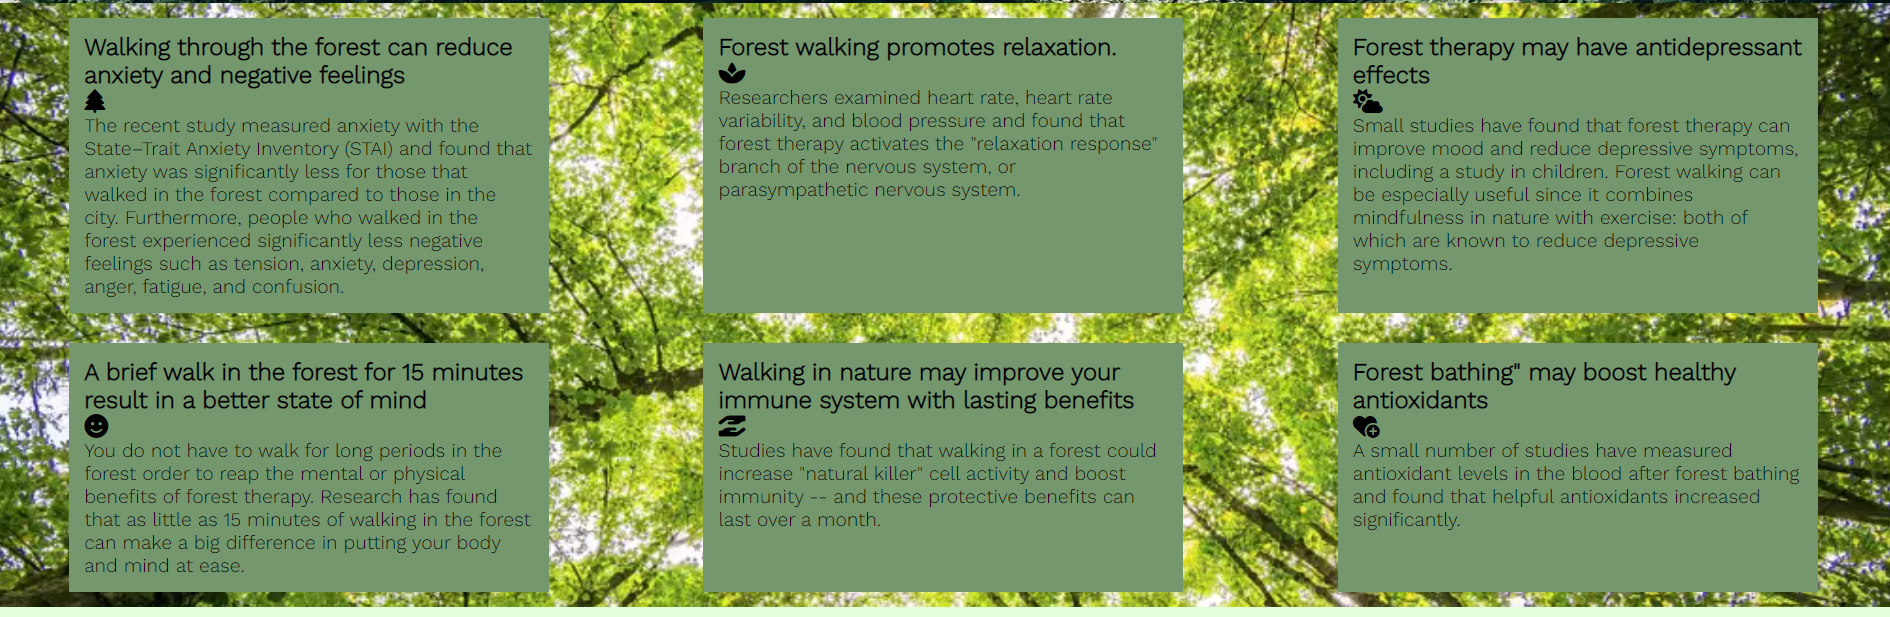 Walking through the forest can reduce
anxiety and negative feelings
The recent study measured anxiety with the
State–Trait Anxiety Inventory (STAI) and found that
anxiety was significantly less for those that
walked in the forest compared to those in the
city. Furthermore, people who walked in the
forest experienced significantly less negative
feelings such as tension, anxiety, depression,
anger, fatigue, and confusion.
Forest walking promotes relaxation.
Researchers examined heart rate, heart rate
variability, and blood pressure and found that
forest therapy activates the "relaxation response"
branch of the nervous system, or
parasympathetic nervous system.
Forest therapy may have antidepressant
effects
Small studies have found that forest therapy can
improve mood and reduce depressive symptoms,
including a study in children. Forest walking can
be especially useful since it combines
mindfulness in nature with exercise: both of
which are known to reduce depressive
symptoms.
A brief walk in the forest for 15 minutes
result in a better state of mind
You do not have to walk for long periods in the
forest order to reap the mental or physical
benefits of forest therapy. Research has found
that as little as 15 minutes of walking in the forest
can make a big difference in putting your body
and mind at ease.
Walking in nature may improve your
immune system with lasting benefits
Studies have found that walking in a forest could
increase "natural killer" cell activity and boost
immunity -- and these protective benefits can
last over a month.
Forest bathing" may boost healthy
antioxidants
A small number of studies have measured
antioxidant levels in the blood after forest bathing
and found that helpful antioxidants increased
significantly.